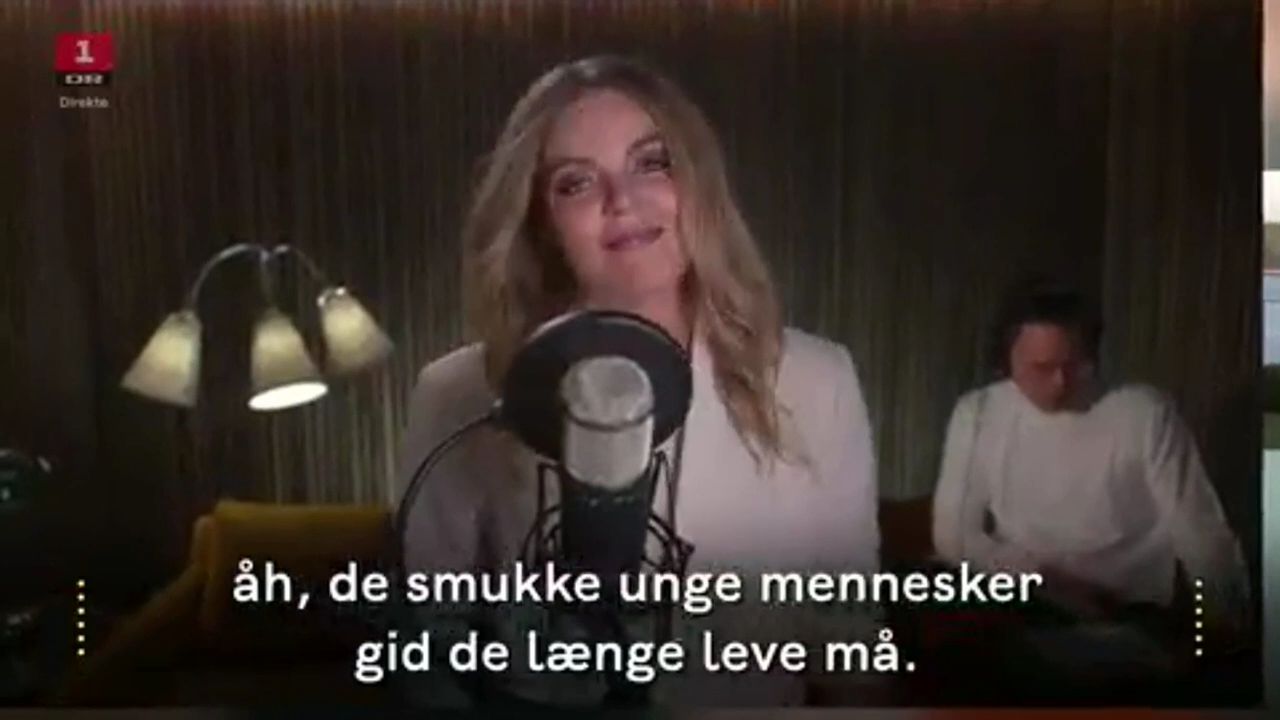 1
DR
Direkte
åh, de smukke unge mennesker
gid de længe leve må.